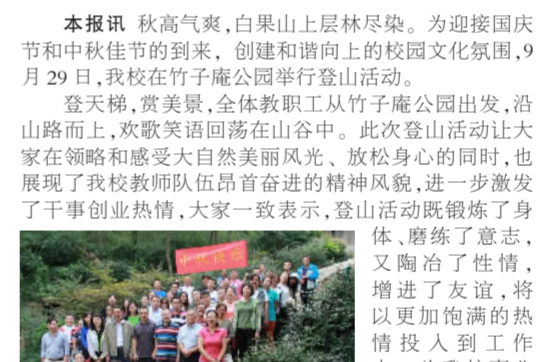 本报讯 秋高气爽,白果山上层林尽染。为迎接国庆
节和中秋佳节的到来，创建和谐向上的校园文化氛围,9
月 29 日,我校在竹子庵公园举行登山活动。
登天梯,赏美景,全体教职工从竹子庵公园出发,沿
山路而上,欢歌笑语回荡在山谷中。此次登山活动让大
家在领略和感受大自然美丽风光、放松身心的同时,也
展现了我校教师队伍昂首奋进的精神风貌,进一步激发
了干事创业热情,大家一致表示,登山活动既锻炼了身
体、磨练了意志,
又陶冶了性情,
增进了友谊,将
以更加饱满的热
情投入到工作